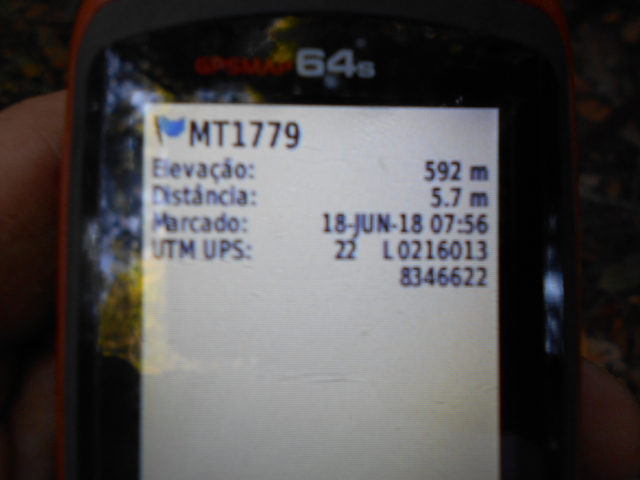 GPSMAP 64s
MT1779
Elevação: 592 m
Distância: 5.7 m
Marcado: 18-JUN-18 07:56
UTM UPS: 22 L 0216013
8346622